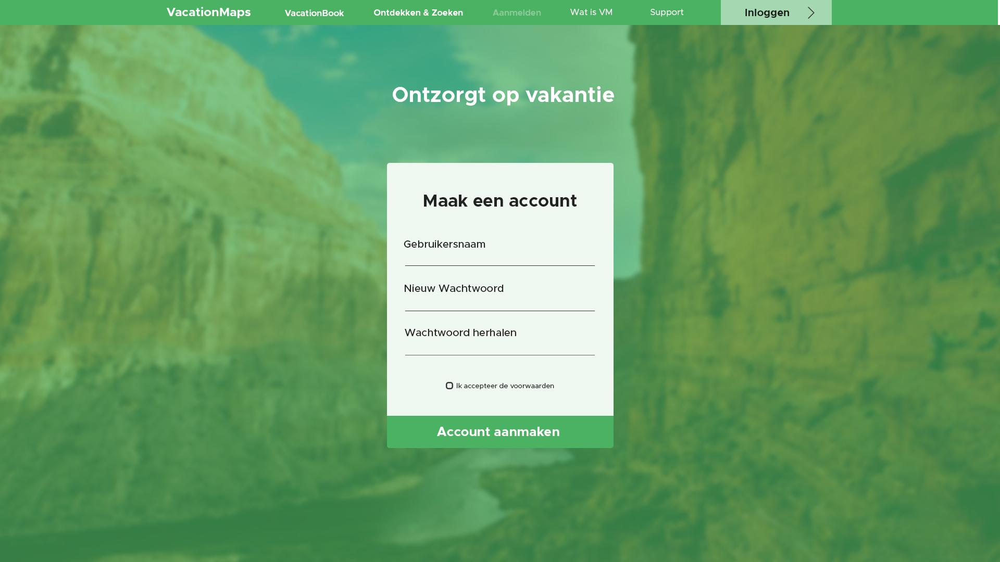 VacationMaps VacationBook Ontdekken & Zoeken Aanmelden Wat is VM Support Inloggen
Ontzorgt op vakantie
Maak een account
Gebruikersnaam
Nieuw Wachtwoord
Wachtwoord herhalen
Ik accepteer de voorwaarden
Account aanmaken